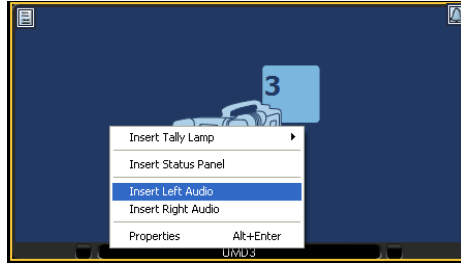 3
Insert Tally Lamp
Insert Status Panel
Insert Left Audio
Insert Right Audio
Properties Alt+Enter
UMD3